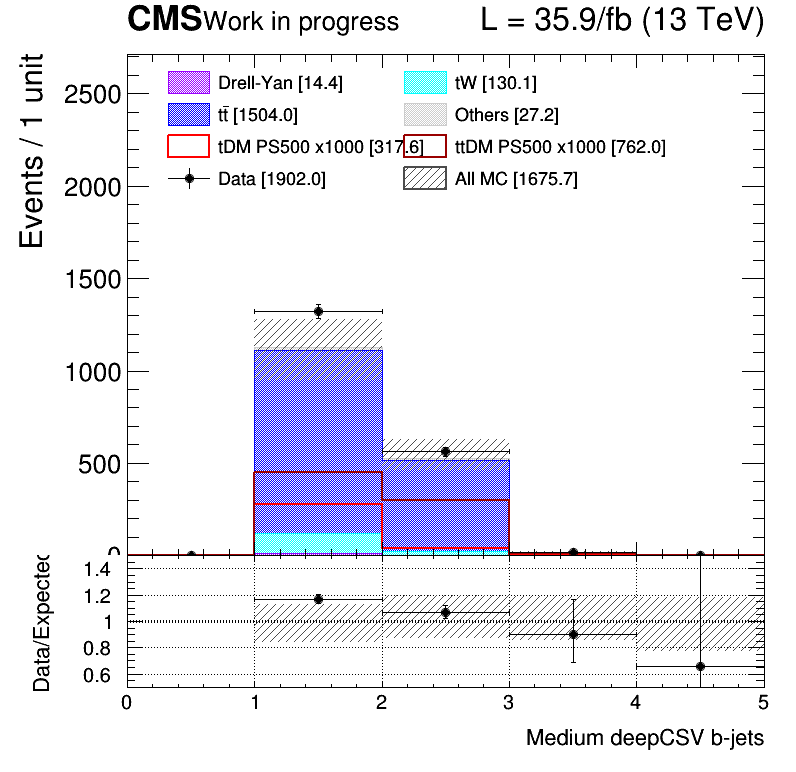 CMS Work in progress L = 35.9/fb (13 TeV)
Events / 1 unit
2500
2000
1500
1000
500
0
Drell-Yan [14.4] tW [130.1]
tt̄ [1504.0] Others [27.2]
tDM PS500 x1000 [317.6] ttDM PS500 x1000 [762.0]
Data [1902.0] All MC [1675.7]
Data/Expected
1.4
1.2
1
0.8
0.6
0 1 2 3 4 5
Medium deepCSV b-jets